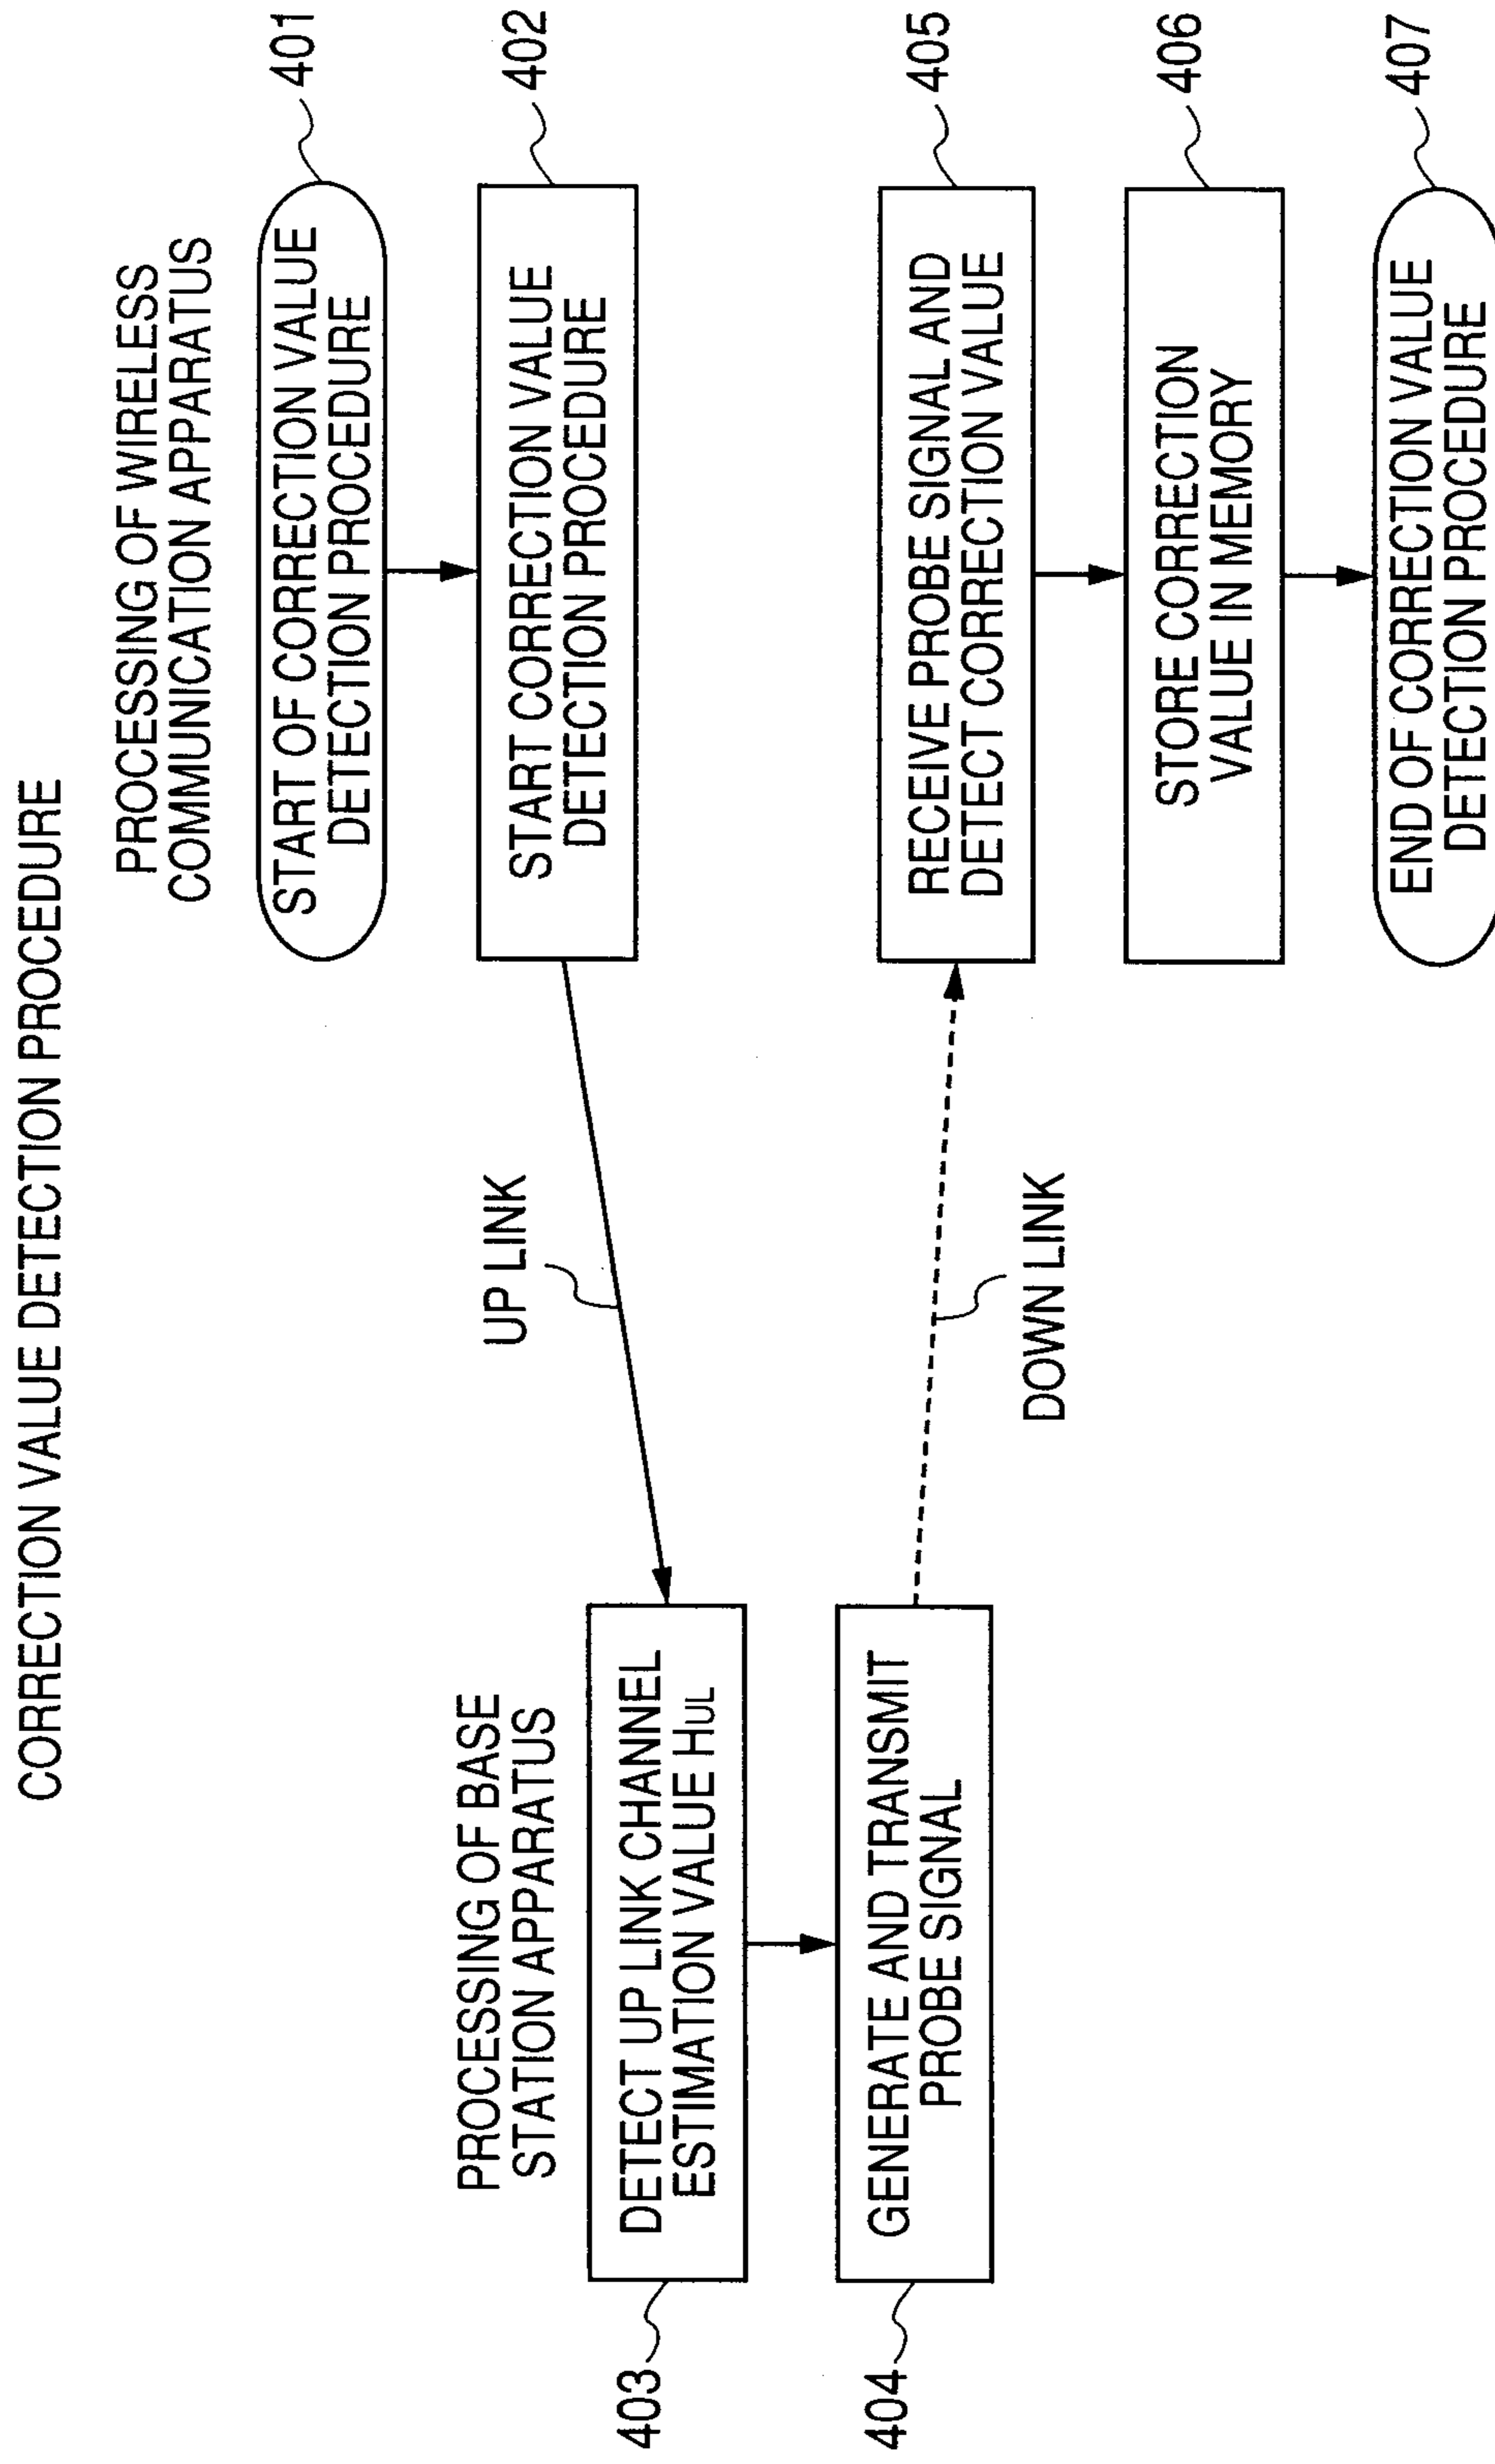 CORRECTION VALUE DETECTION PROCEDURE
PROCESSING OF WIRELESS
COMMUNICATION APPARATUS
START OF CORRECTION VALUE
DETECTION PROCEDURE
401
START CORRECTION VALUE
DETECTION PROCEDURE
402
UP LINK
PROCESSING OF BASE
STATION APPARATUS
403
DETECT UP LINK CHANNEL
ESTIMATION VALUE HUL
404
GENERATE AND TRANSMIT
PROBE SIGNAL
DOWN LINK
RECEIVE PROBE SIGNAL AND
DETECT CORRECTION VALUE
405
STORE CORRECTION
VALUE IN MEMORY
406
END OF CORRECTION VALUE
DETECTION PROCEDURE
407